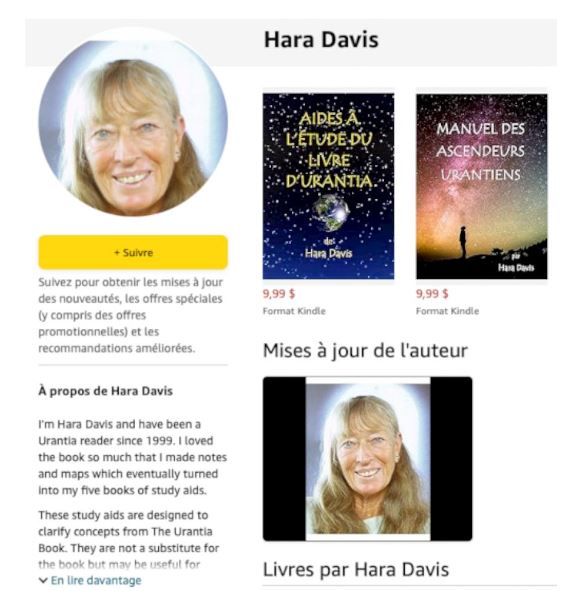 Hara Davis
AIDES À
L'ÉTUDE DU
LIVRE
D'URANTIA
de
Hara Davis
MANUEL DES
ASCENDEURS
URANTIENS
par
Hara Davis
9,99 $
Format Kindle
9,99 $
Format Kindle
+ Suivre
Suivez pour obtenir les mises à jour
des nouveautés, les offres spéciales
(y compris des offres
promotionnelles) et les
recommandations améliorées.
À propos de Hara Davis
I'm Hara Davis and have been a
Urantia reader since 1999. I loved
the book so much that I made notes
and maps which eventually turned
into my five books of study aids.
These study aids are designed to
clarify concepts from The Urantia
Book. They are not a substitute for
the book but may be useful for
En lire davantage
Mises à jour de l'auteur
Livres par Hara Davis